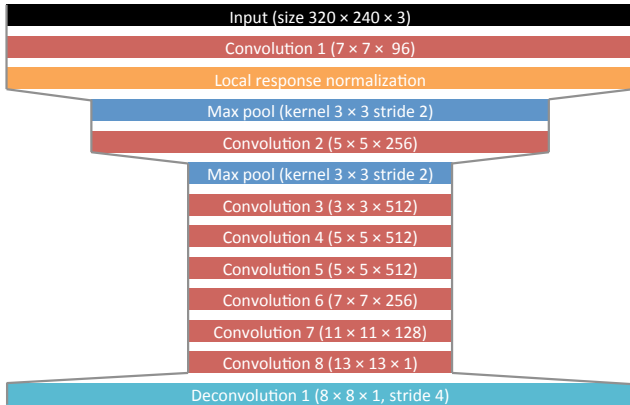 Input (size 320 × 240 × 3)
Convolution 1 (7 × 7 × 96)
Local response normalization
Max pool (kernel 3 × 3 stride 2)
Convolution 2 (5 × 5 × 256)
Max pool (kernel 3 × 3 stride 2)
Convolution 3 (3 × 3 × 512)
Convolution 4 (5 × 5 × 512)
Convolution 5 (5 × 5 × 512)
Convolution 6 (7 × 7 × 256)
Convolution 7 (11 × 11 × 128)
Convolution 8 (13 × 13 × 1)
Deconvolution 1 (8 × 8 × 1, stride 4)